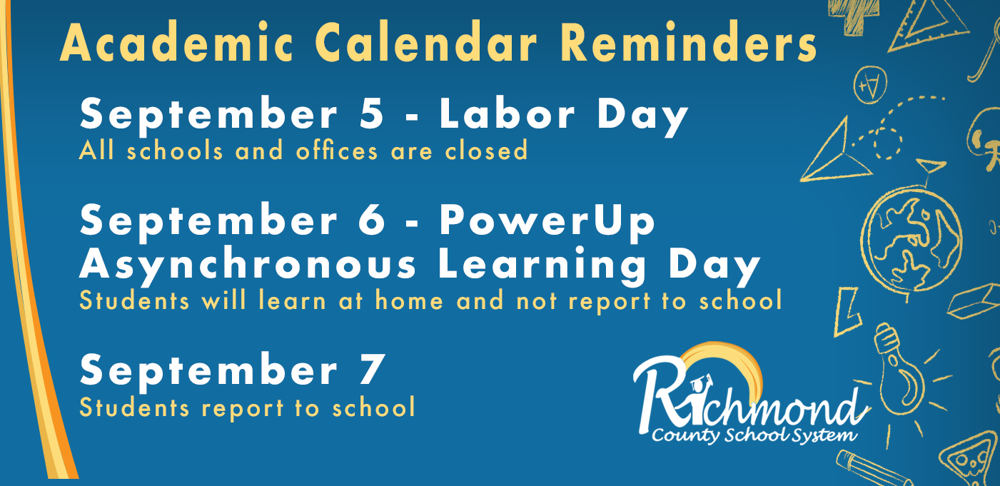 Academic Calendar Reminders
September 5 - Labor Day
All schools and offices are closed
September 6 - PowerUp
Asynchronous Learning Day
Students will learn at home and not report to school
September 7
Students report to school
Richmond
County School System
A+